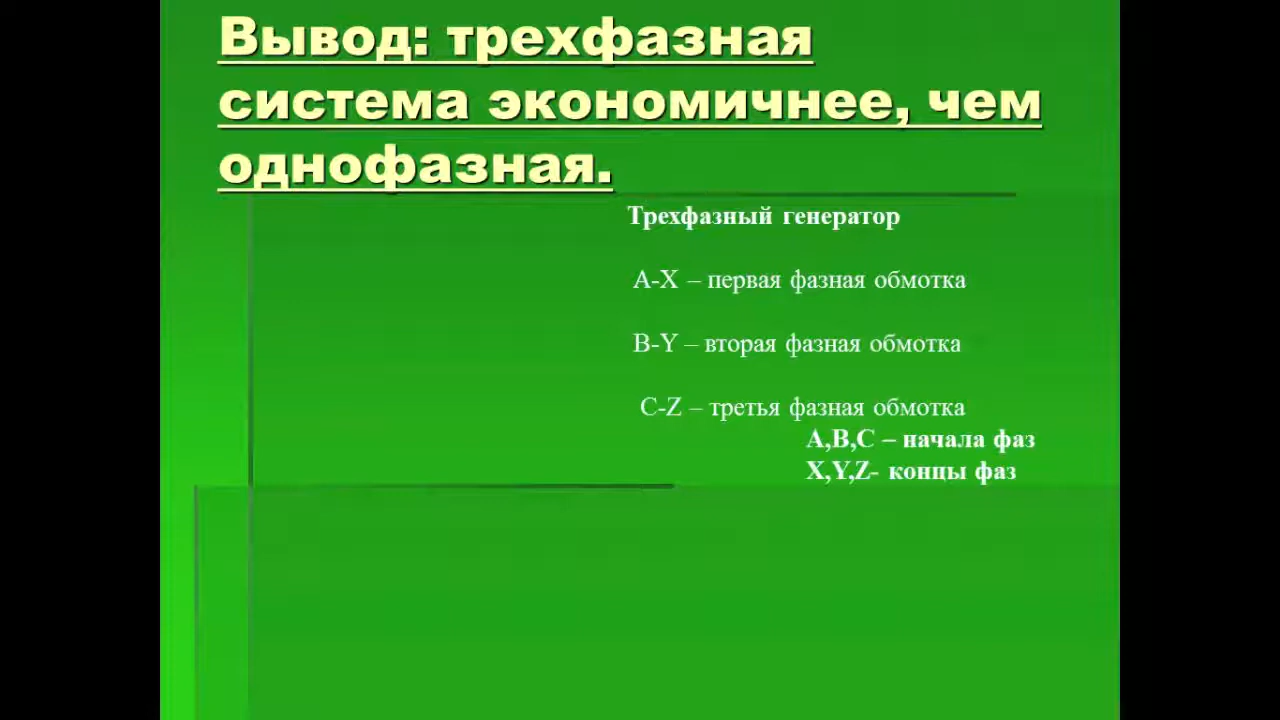 Вывод: трехфазная
система экономичнее, чем
однофазная.
Трехфазный генератор
A-X – первая фазная обмотка
B-Y – вторая фазная обмотка
C-Z – третья фазная обмотка
A,B,C – начала фаз
X,Y,Z- концы фаз